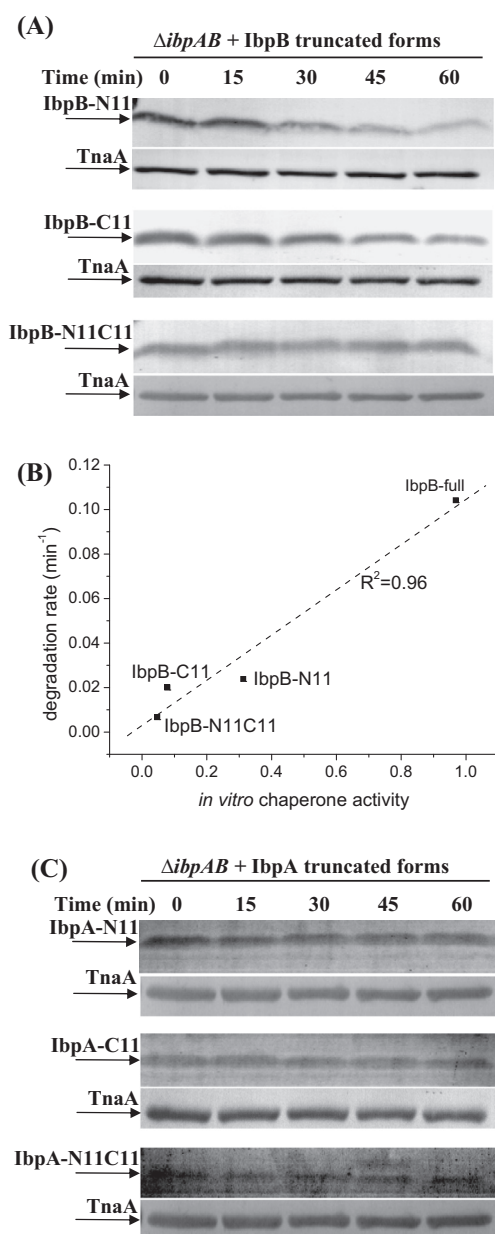 (A)
ΔibpAB + IbpB truncated forms
Time (min) 0 15 30 45 60
IbpB-N11
TnaA
IbpB-C11
TnaA
IbpB-N11C11
TnaA
(B)
degradation rate (min⁻¹)
0.12
0.10
0.08
0.06
0.04
0.02
0.00
IbpB-full
R²=0.96
IbpB-C11
IbpB-N11
IbpB-N11C11
0.0 0.2 0.4 0.6 0.8 1.0
in vitro chaperone activity
(C)
ΔibpAB + IbpA truncated forms
Time (min) 0 15 30 45 60
IbpA-N11
TnaA
IbpA-C11
TnaA
IbpA-N11C11
TnaA